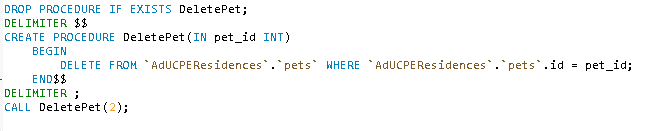 DROP PROCEDURE IF EXISTS DeletePet;
DELIMITER $$
CREATE PROCEDURE DeletePet(IN pet_id INT)
    BEGIN
        DELETE FROM `AdUCPEResidences`.`pets` WHERE `AdUCPEResidences`.`pets`.id = pet_id;
    END$$
DELIMITER ;
CALL DeletePet(2);